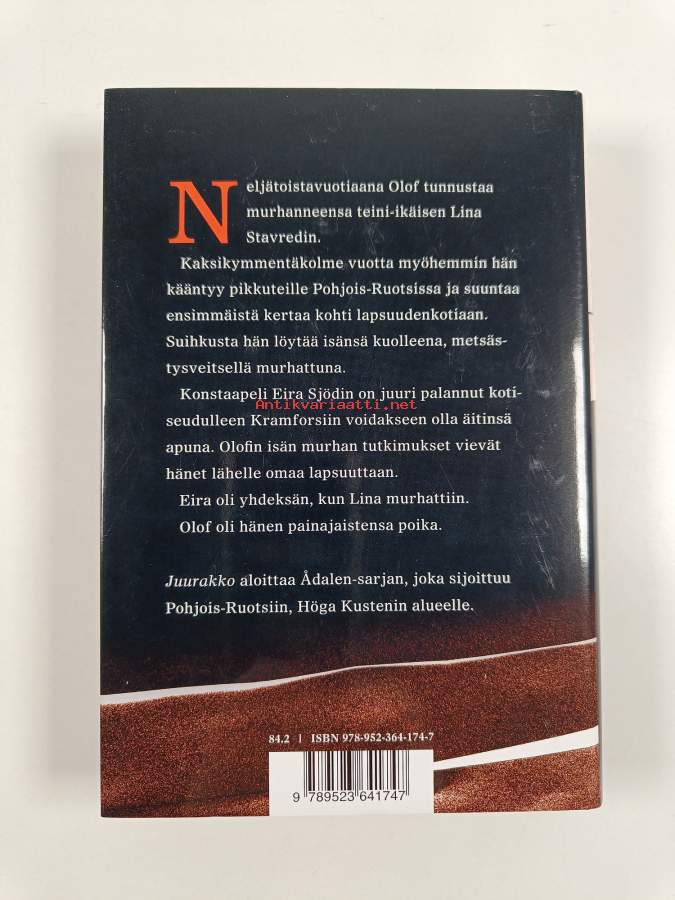 Neljätoistavuotiaana Olof tunnustaa
murhanneensa teini-ikäisen Lina
Stavredin.
Kaksikymmentäkolme vuotta myöhemmin hän
kääntyy pikkuteille Pohjois-Ruotsissa ja suuntaa
ensimmäistä kertaa kohti lapsuudenkotiaan.
Suihkusta hän löytää isänsä kuolleena, metsäs-
tysveitsellä murhattuna.
Konstaapeli Eira Sjödin on juuri palannut koti-
Antikvariaatti.net
seudulleen Kramforsiin voidakseen olla äitinsä
apuna. Olofin isän murhan tutkimukset vievät
hänet lähelle omaa lapsuuttaan.
Eira oli yhdeksän, kun Lina murhattiin.
Olof oli hänen painajaistensa poika.
Juurakko aloittaa Ådalen-sarjan, joka sijoittuu
Pohjois-Ruotsiin, Höga Kustenin alueelle.
84.2 | ISBN 978-952-364-174-7
9 789523 641747